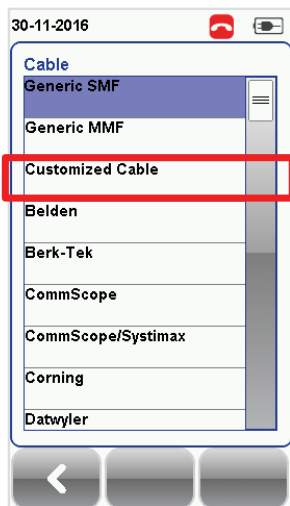 30-11-2016
Cable
Generic SMF
Generic MMF
Customized Cable
Belden
Berk-Tek
CommScope
CommScope/Systimax
Corning
Datwyler